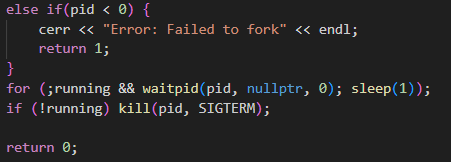 else if(pid < 0) {
    cerr << "Error: Failed to fork" << endl;
    return 1;
}
for (;running && waitpid(pid, nullptr, 0); sleep(1));
if (!running) kill(pid, SIGTERM);
return 0;